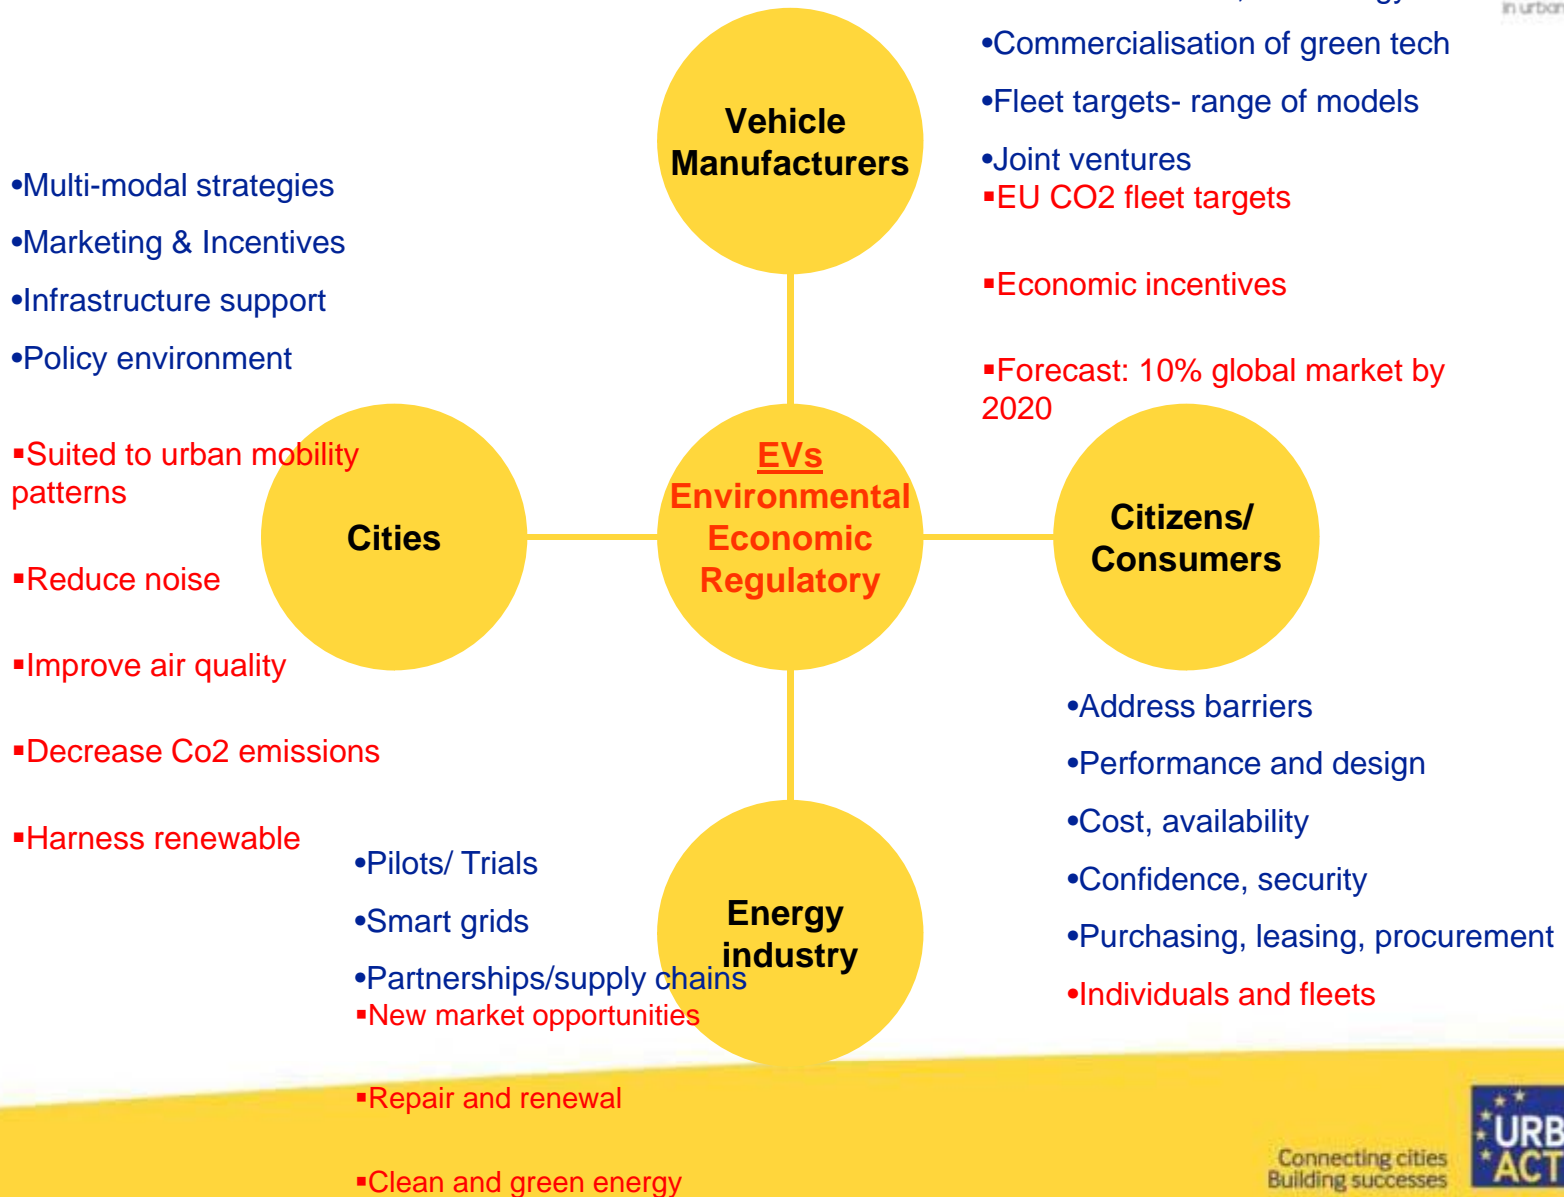 in urban
•Commercialisation of green tech
•Fleet targets- range of models
•Joint ventures
▪EU CO2 fleet targets
▪Economic incentives
▪Forecast: 10% global market by
2020
Vehicle
Manufacturers
•Multi-modal strategies
•Marketing & Incentives
•Infrastructure support
•Policy environment
▪Suited to urban mobility
patterns
▪Reduce noise
▪Improve air quality
▪Decrease Co2 emissions
▪Harness renewable
Cities
EVs
Environmental
Economic
Regulatory
Citizens/
Consumers
•Address barriers
•Performance and design
•Cost, availability
•Confidence, security
•Purchasing, leasing, procurement
•Individuals and fleets
•Pilots/ Trials
•Smart grids
•Partnerships/supply chains
▪New market opportunities
▪Repair and renewal
▪Clean and green energy
Energy
industry
Connecting cities
Building successes
URB
ACT